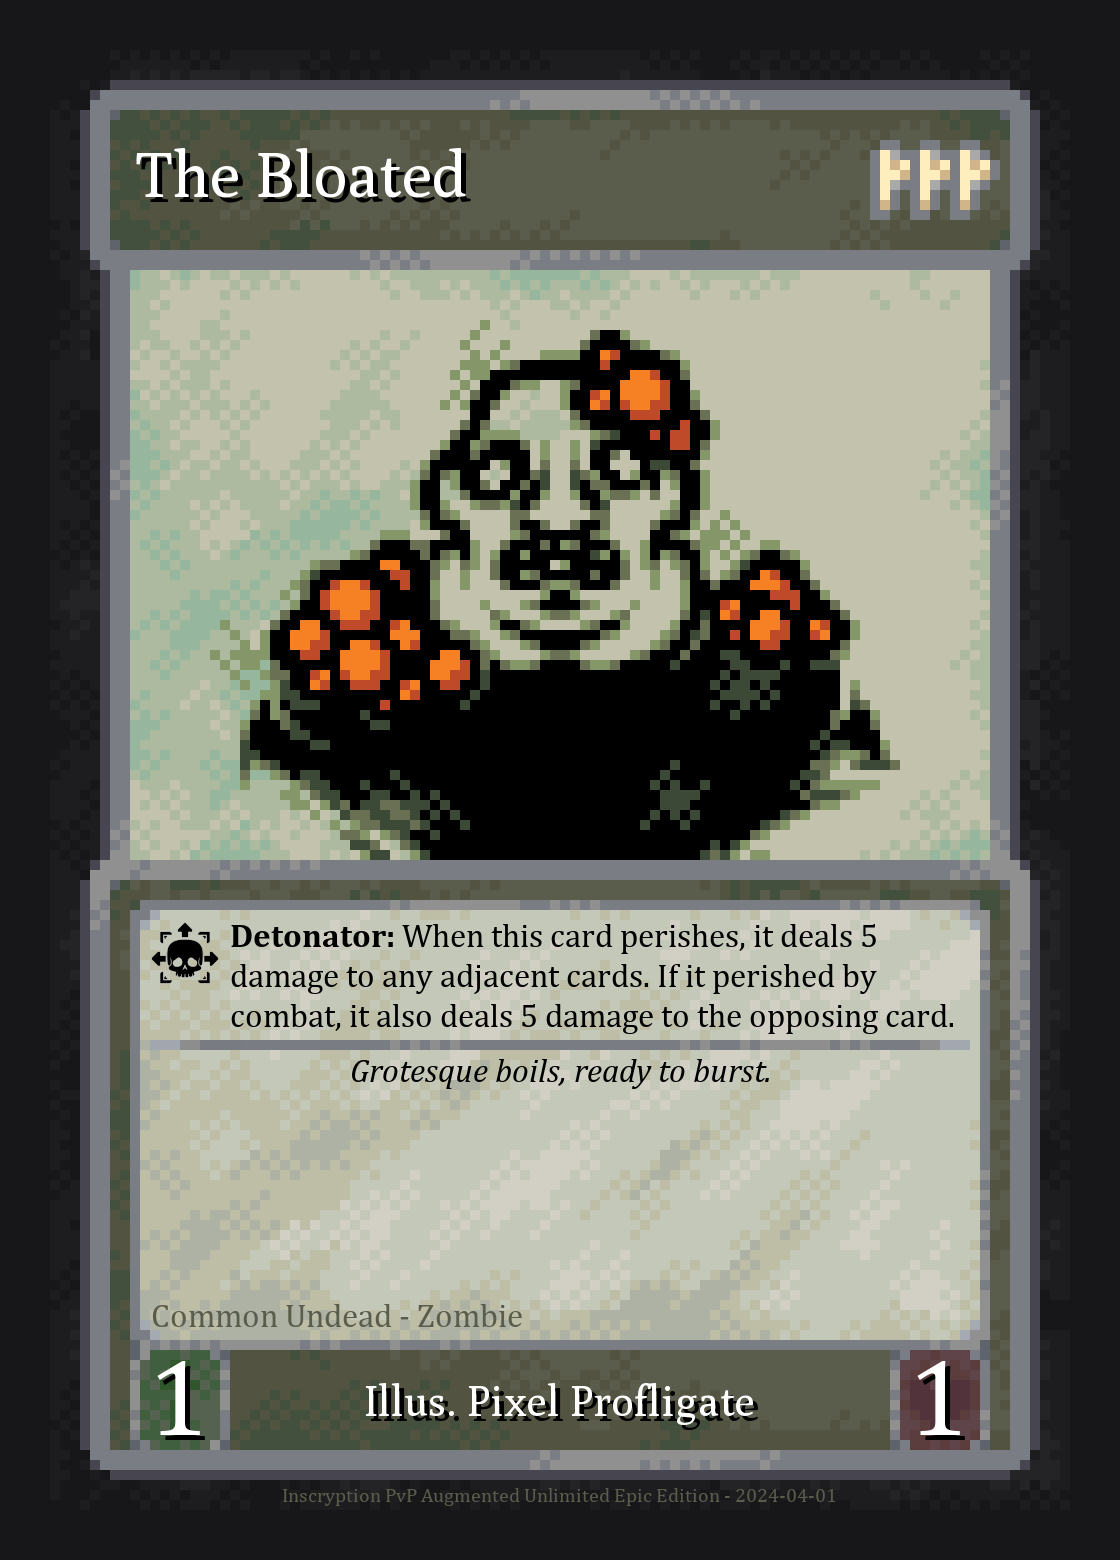 The Bloated
Detonator: When this card perishes, it deals 5
damage to any adjacent cards. If it perished by
combat, it also deals 5 damage to the opposing card.
Grotesque boils, ready to burst.
Common Undead - Zombie
1
Illus. Pixel Profligate
1
Inscryption PvP Augmented Unlimited Epic Edition - 2024-04-01